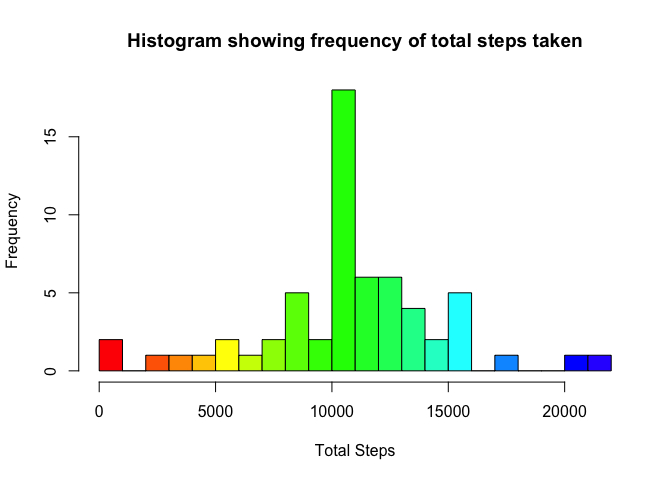 Histogram showing frequency of total steps taken
Frequency
15
10
5
0
0 5000 10000 15000 20000
Total Steps